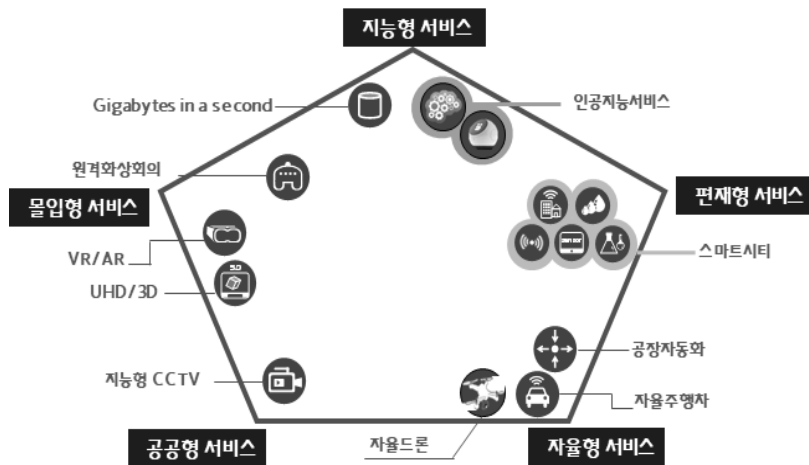 지능형 서비스
Gigabytes in a second
인공지능서비스
원격화상회의
몰입형 서비스
편재형 서비스
VR/AR
스마트시티
3D
UHD/3D
공장자동화
지능형 CCTV
자율주행차
공공형 서비스
자율드론
자율형 서비스